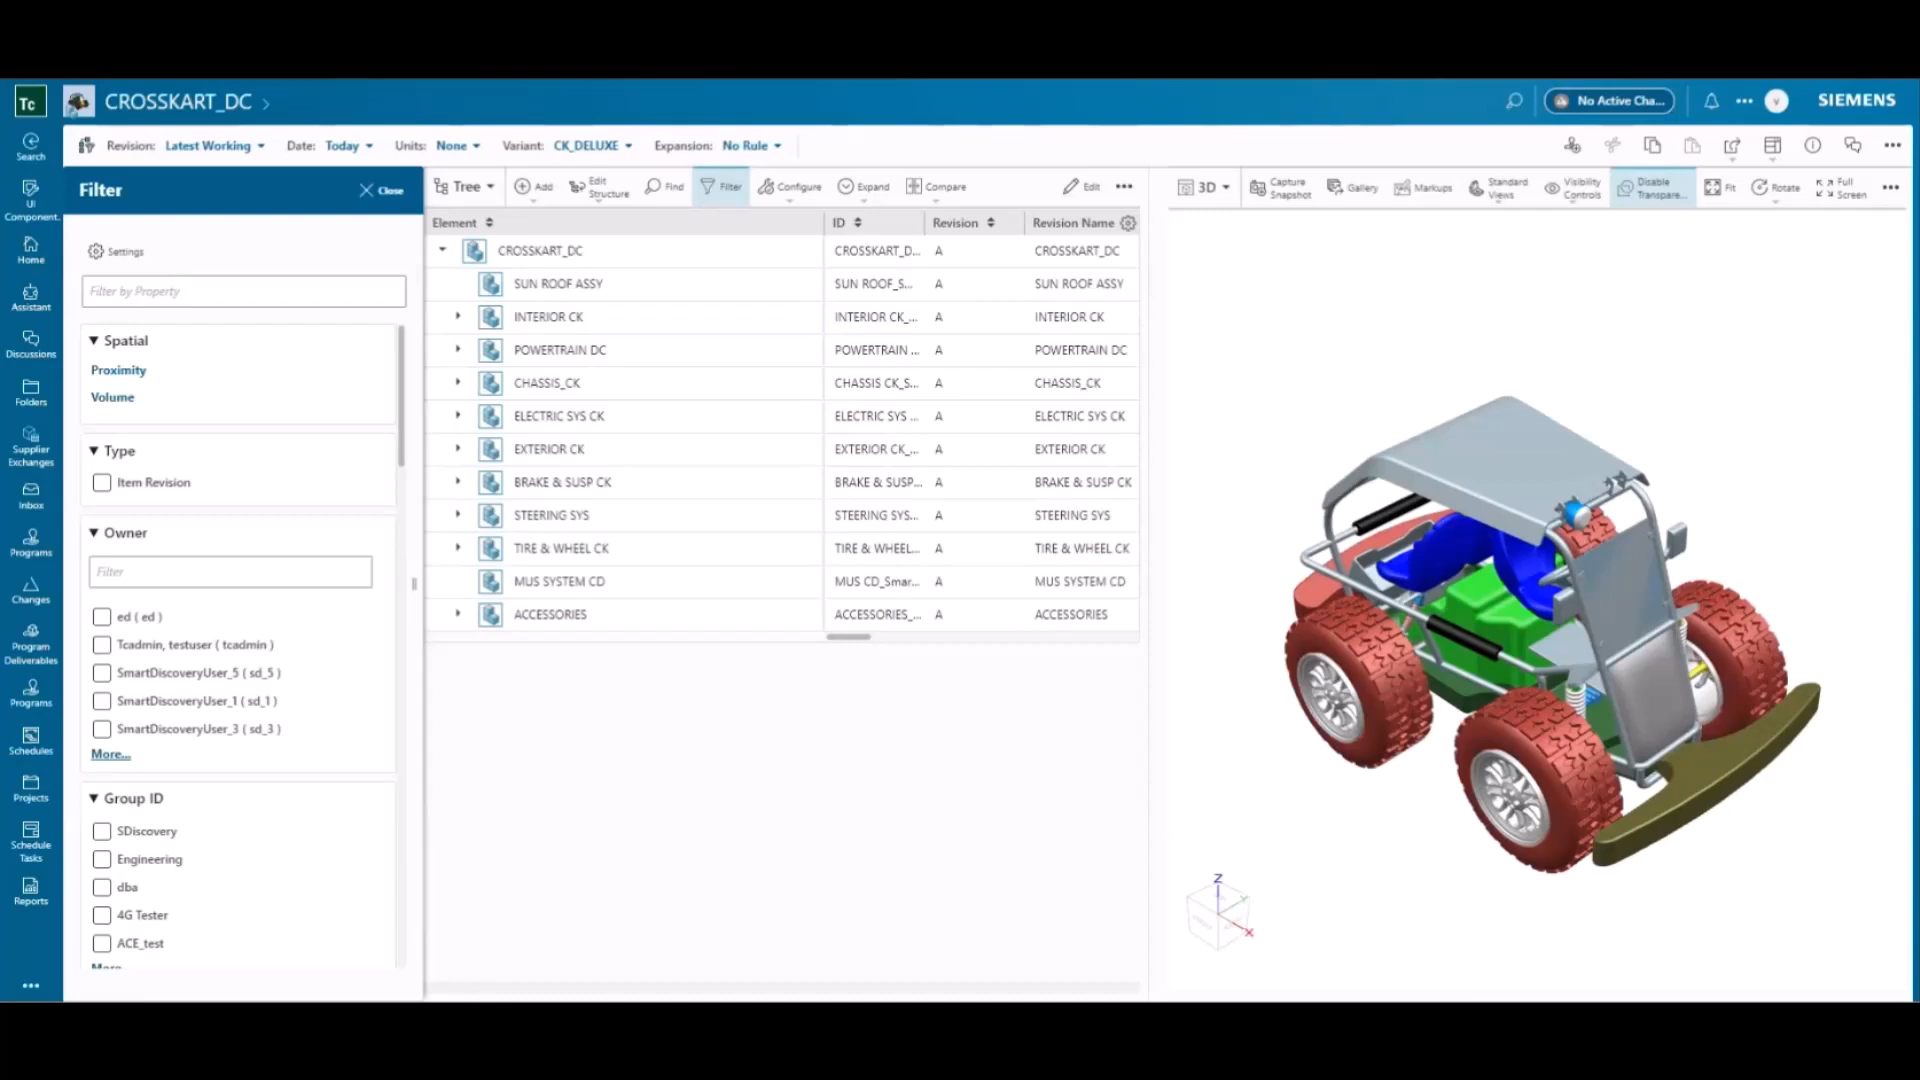 Tc
CROSSKART_DC
No Active Cha...
v
SIEMENS
Revision: Latest Working
Date: Today
Units: None
Variant: CK_DELUXE
Expansion: No Rule
Search
UI Component.
Home
Assistant
Discussions
Folders
Supplier Exchanges
Inbox
Programs
Changes
Program Deliverables
Programs
Schedules
Projects
Schedule Tasks
Reports
Filter
Close
Settings
Filter by Property
Spatial
Proximity
Volume
Type
Item Revision
Owner
Filter
ed ( ed )
Tcadmin, testuser ( tcadmin )
SmartDiscoveryUser_5 ( sd_5 )
SmartDiscoveryUser_1 ( sd_1 )
SmartDiscoveryUser_3 ( sd_3 )
More...
Group ID
SDiscovery
Engineering
dba
4G Tester
ACE_test
More...
Tree
Add
Edit Structure
Find
Filter
Configure
Expand
Compare
Edit
Element ID Revision Revision Name
CROSSKART_DC CROSSKART_D... A CROSSKART_DC
SUN ROOF ASSY SUN ROOF_S... A SUN ROOF ASSY
INTERIOR CK INTERIOR CK_... A INTERIOR CK
POWERTRAIN DC POWERTRAIN ... A POWERTRAIN DC
CHASSIS_CK CHASSIS CK_S... A CHASSIS_CK
ELECTRIC SYS CK ELECTRIC SYS ... A ELECTRIC SYS CK
EXTERIOR CK EXTERIOR CK_... A EXTERIOR CK
BRAKE & SUSP CK BRAKE & SUSP... A BRAKE & SUSP CK
STEERING SYS STEERING SYS... A STEERING SYS
TIRE & WHEEL CK TIRE & WHEEL... A TIRE & WHEEL CK
MUS SYSTEM CD MUS CD_Smar... A MUS SYSTEM CD
ACCESSORIES ACCESSORIES_... A ACCESSORIES
3D
Capture Snapshot
Gallery
Markups
Standard Views
Visibility Controls
Disable Transpare...
Fit
Rotate
Full Screen
Z
Y
X